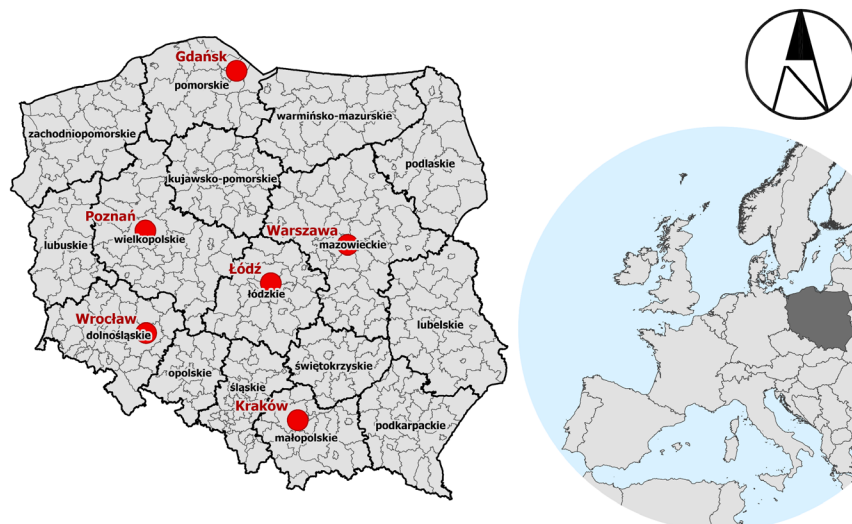 Gdańsk
pomorskie
warmińsko-mazurskie
zachodniopomorskie
podlaskie
kujawsko-pomorskie
Poznań
Warszawa
wielkopolskie
lubuskie
mazowieckie
Łódź
łódzkie
Wrocław
dolnośląskie
lubelskie
opolskie
świętokrzyskie
śląskie
Kraków
podkarpackie
małopolskie